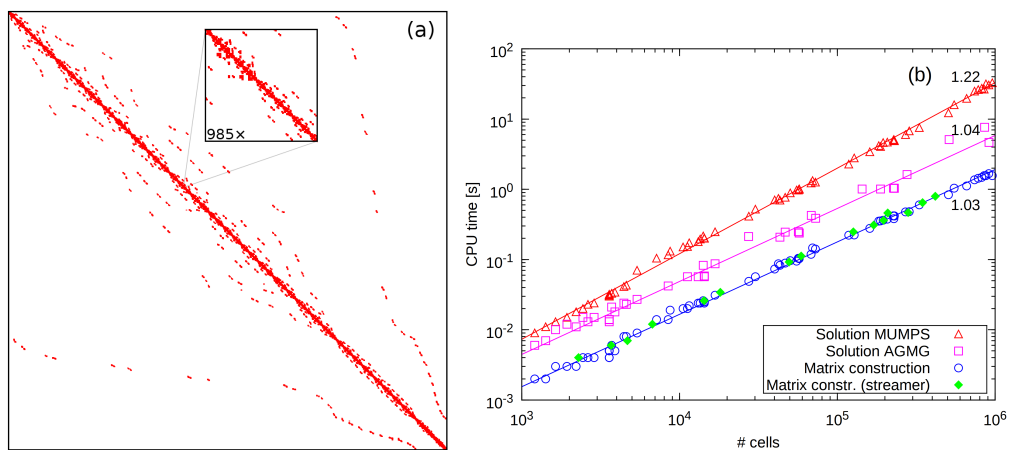 (a)
985×
(b)
10²
10¹
10⁰
10⁻¹
10⁻²
10⁻³
CPU time [s]
1.22
1.04
1.03
Solution MUMPS
Solution AGMG
Matrix construction
Matrix constr. (streamer)
10³ 10⁴ 10⁵ 10⁶
# cells